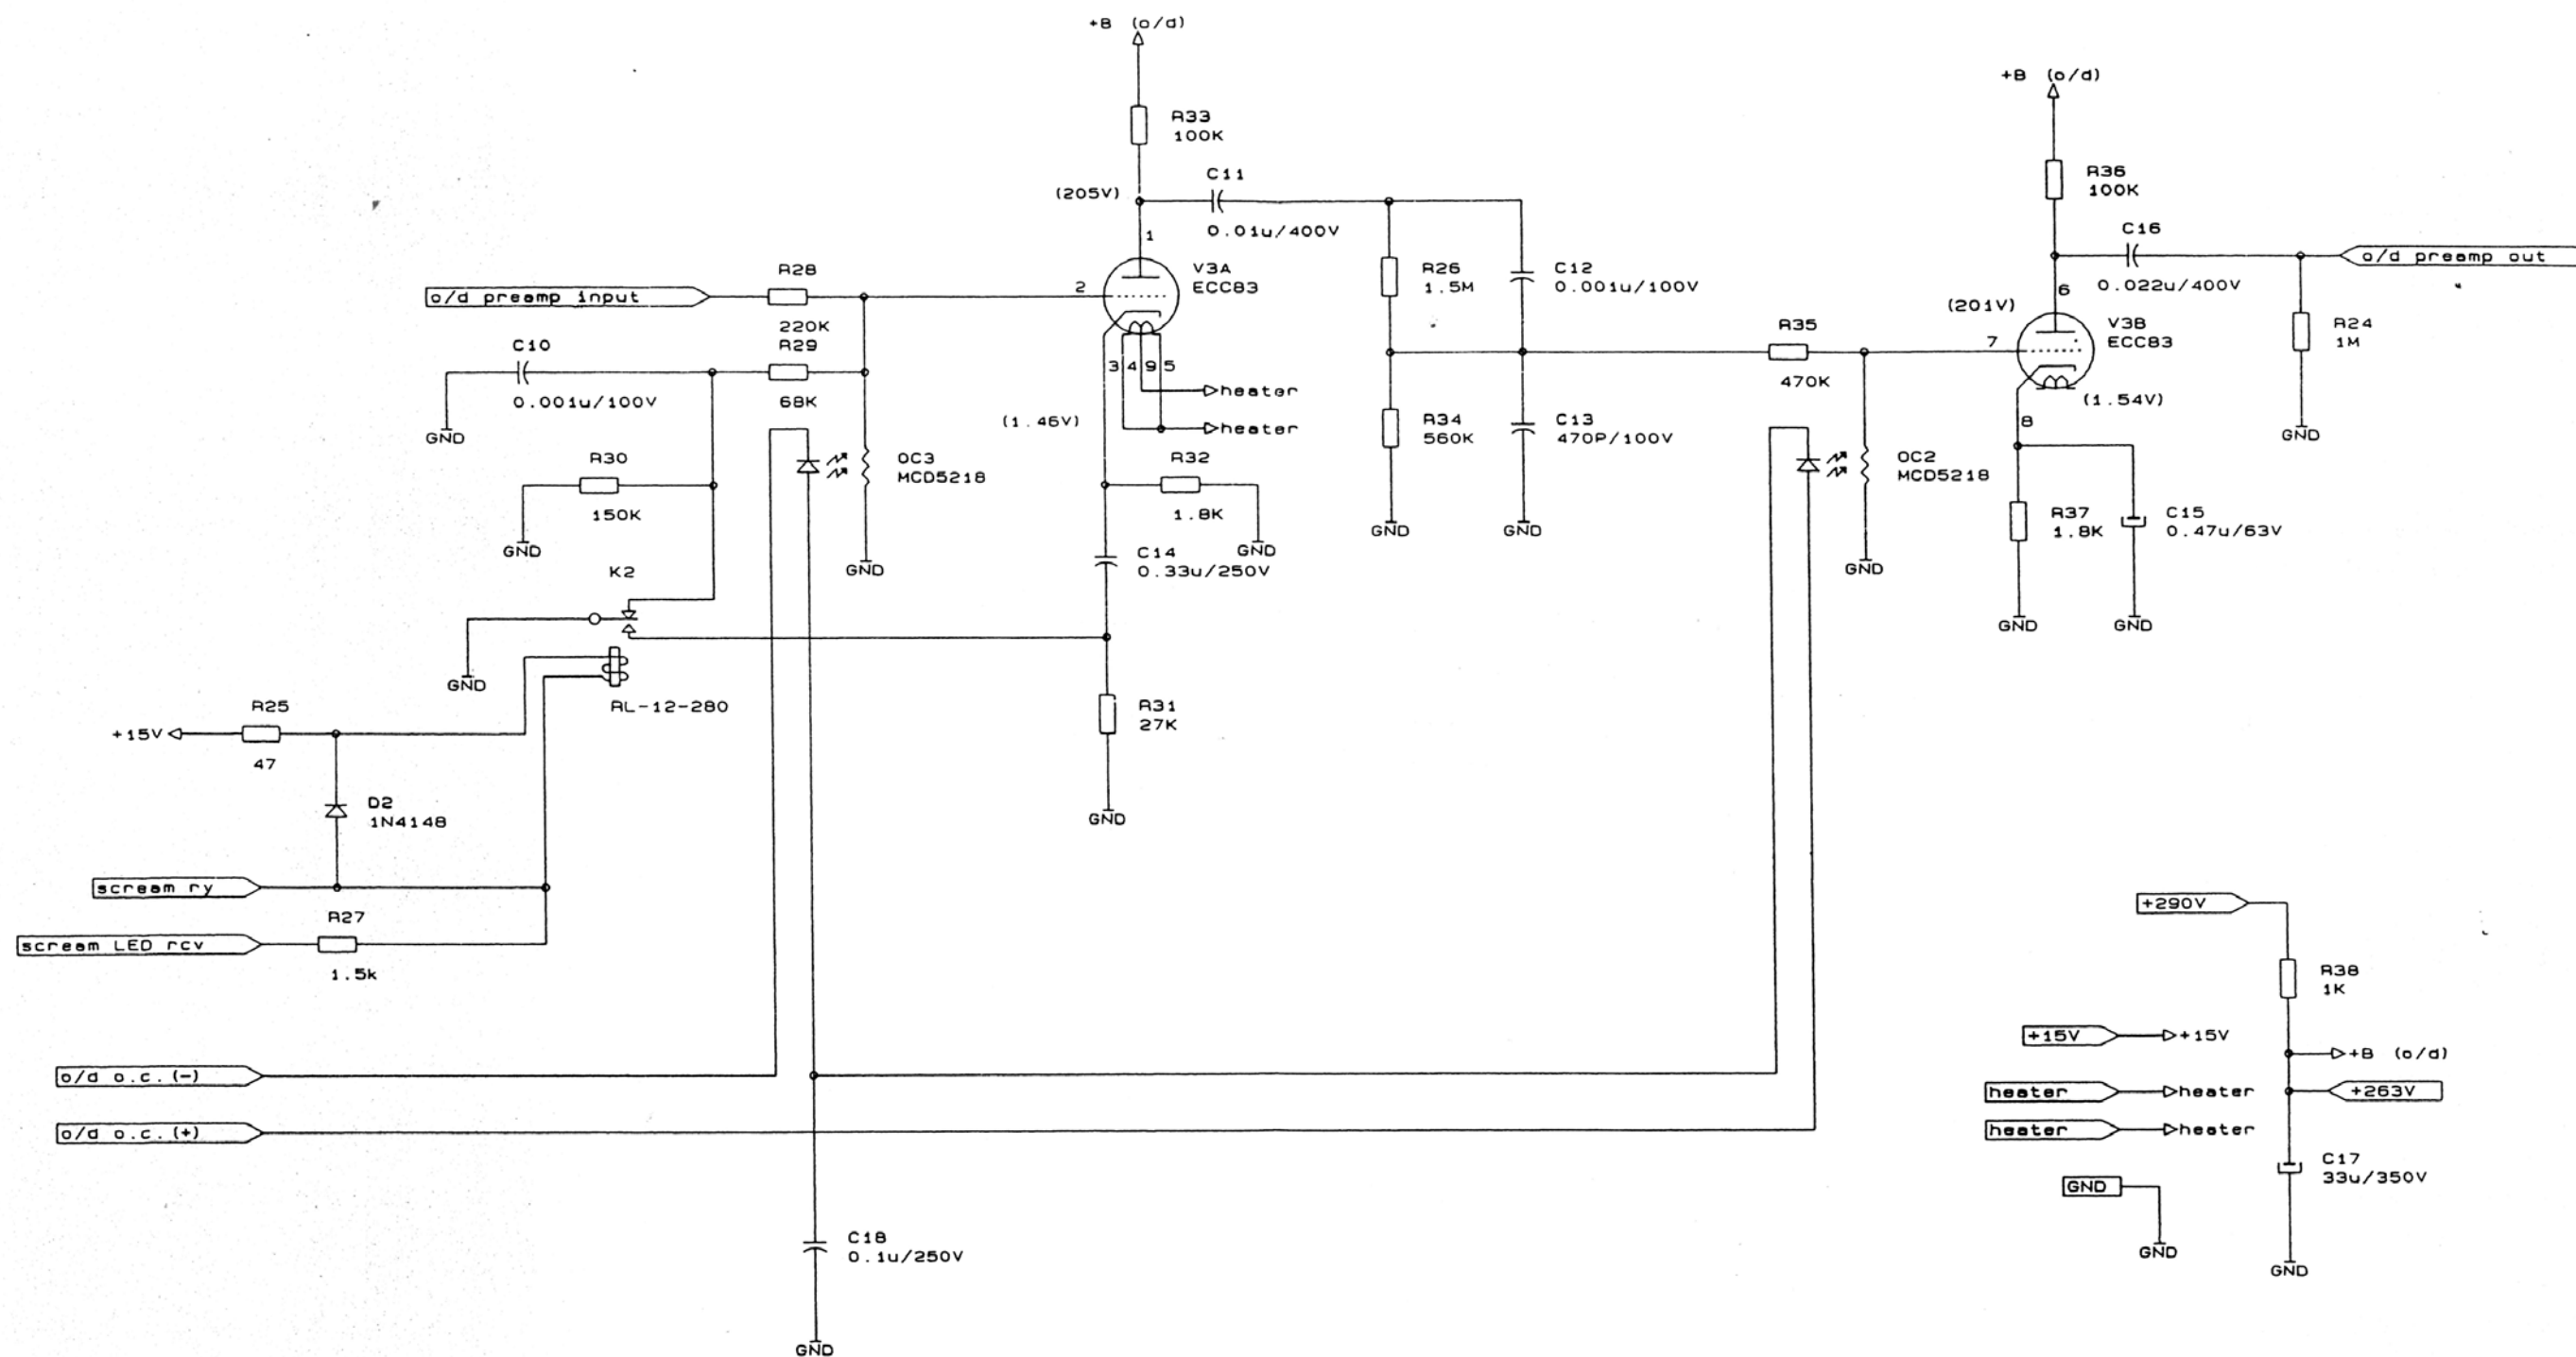 +B (o/d)
+B (o/d)
R33
100K
R36
100K
(205V)
C11
0.01u/400V
1
C16
0.022u/400V
o/d preamp out
o/d preamp input
R28
220K
2
V3A
ECC83
R26
1.5M
C12
0.001u/100V
(201V)
6
V3B
ECC83
R24
1M
GND
C10
0.001u/100V
GND
R29
68K
3 4 9 5
heater
heater
(1.46V)
R35
470K
7
(1.54V)
8
R34
560K
GND
C13
470P/100V
GND
R30
150K
GND
OC3
MCD5218
GND
R32
1.8K
GND
OC2
MCD5218
GND
R37
1.8K
GND
C15
0.47u/63V
GND
C14
0.33u/250V
K2
GND
RL-12-280
R25
+15V
47
R31
27K
GND
D2
1N4148
scream ry
R27
scream LED rcv
1.5k
+290V
R38
1K
+15V
+15V
+B (o/d)
o/d o.c.(-)
heater
heater
+263V
o/d o.c.(+)
heater
heater
C17
33u/350V
GND
GND
GND
C18
0.1u/250V
GND